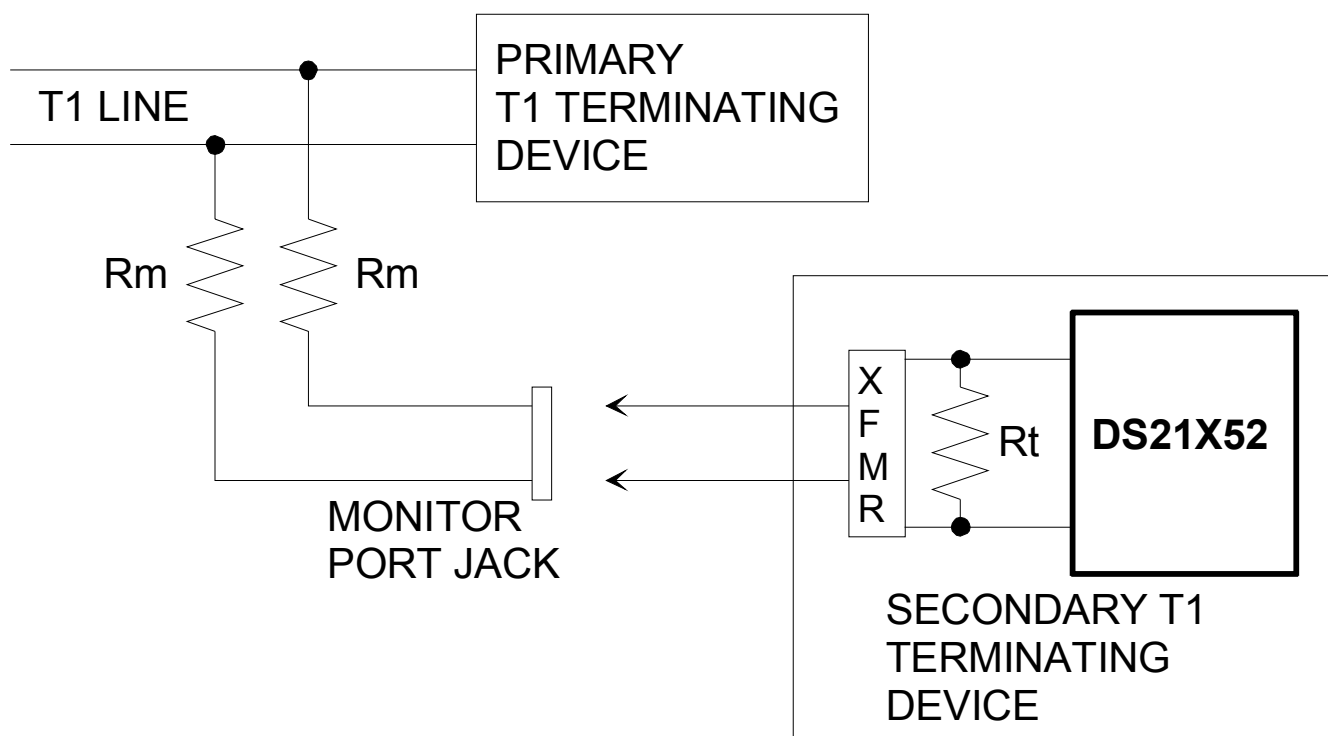 PRIMARY
T1 TERMINATING
DEVICE
T1 LINE
Rm
Rm
MONITOR
PORT JACK
X
F
M
R
Rt
DS21X52
SECONDARY T1
TERMINATING
DEVICE